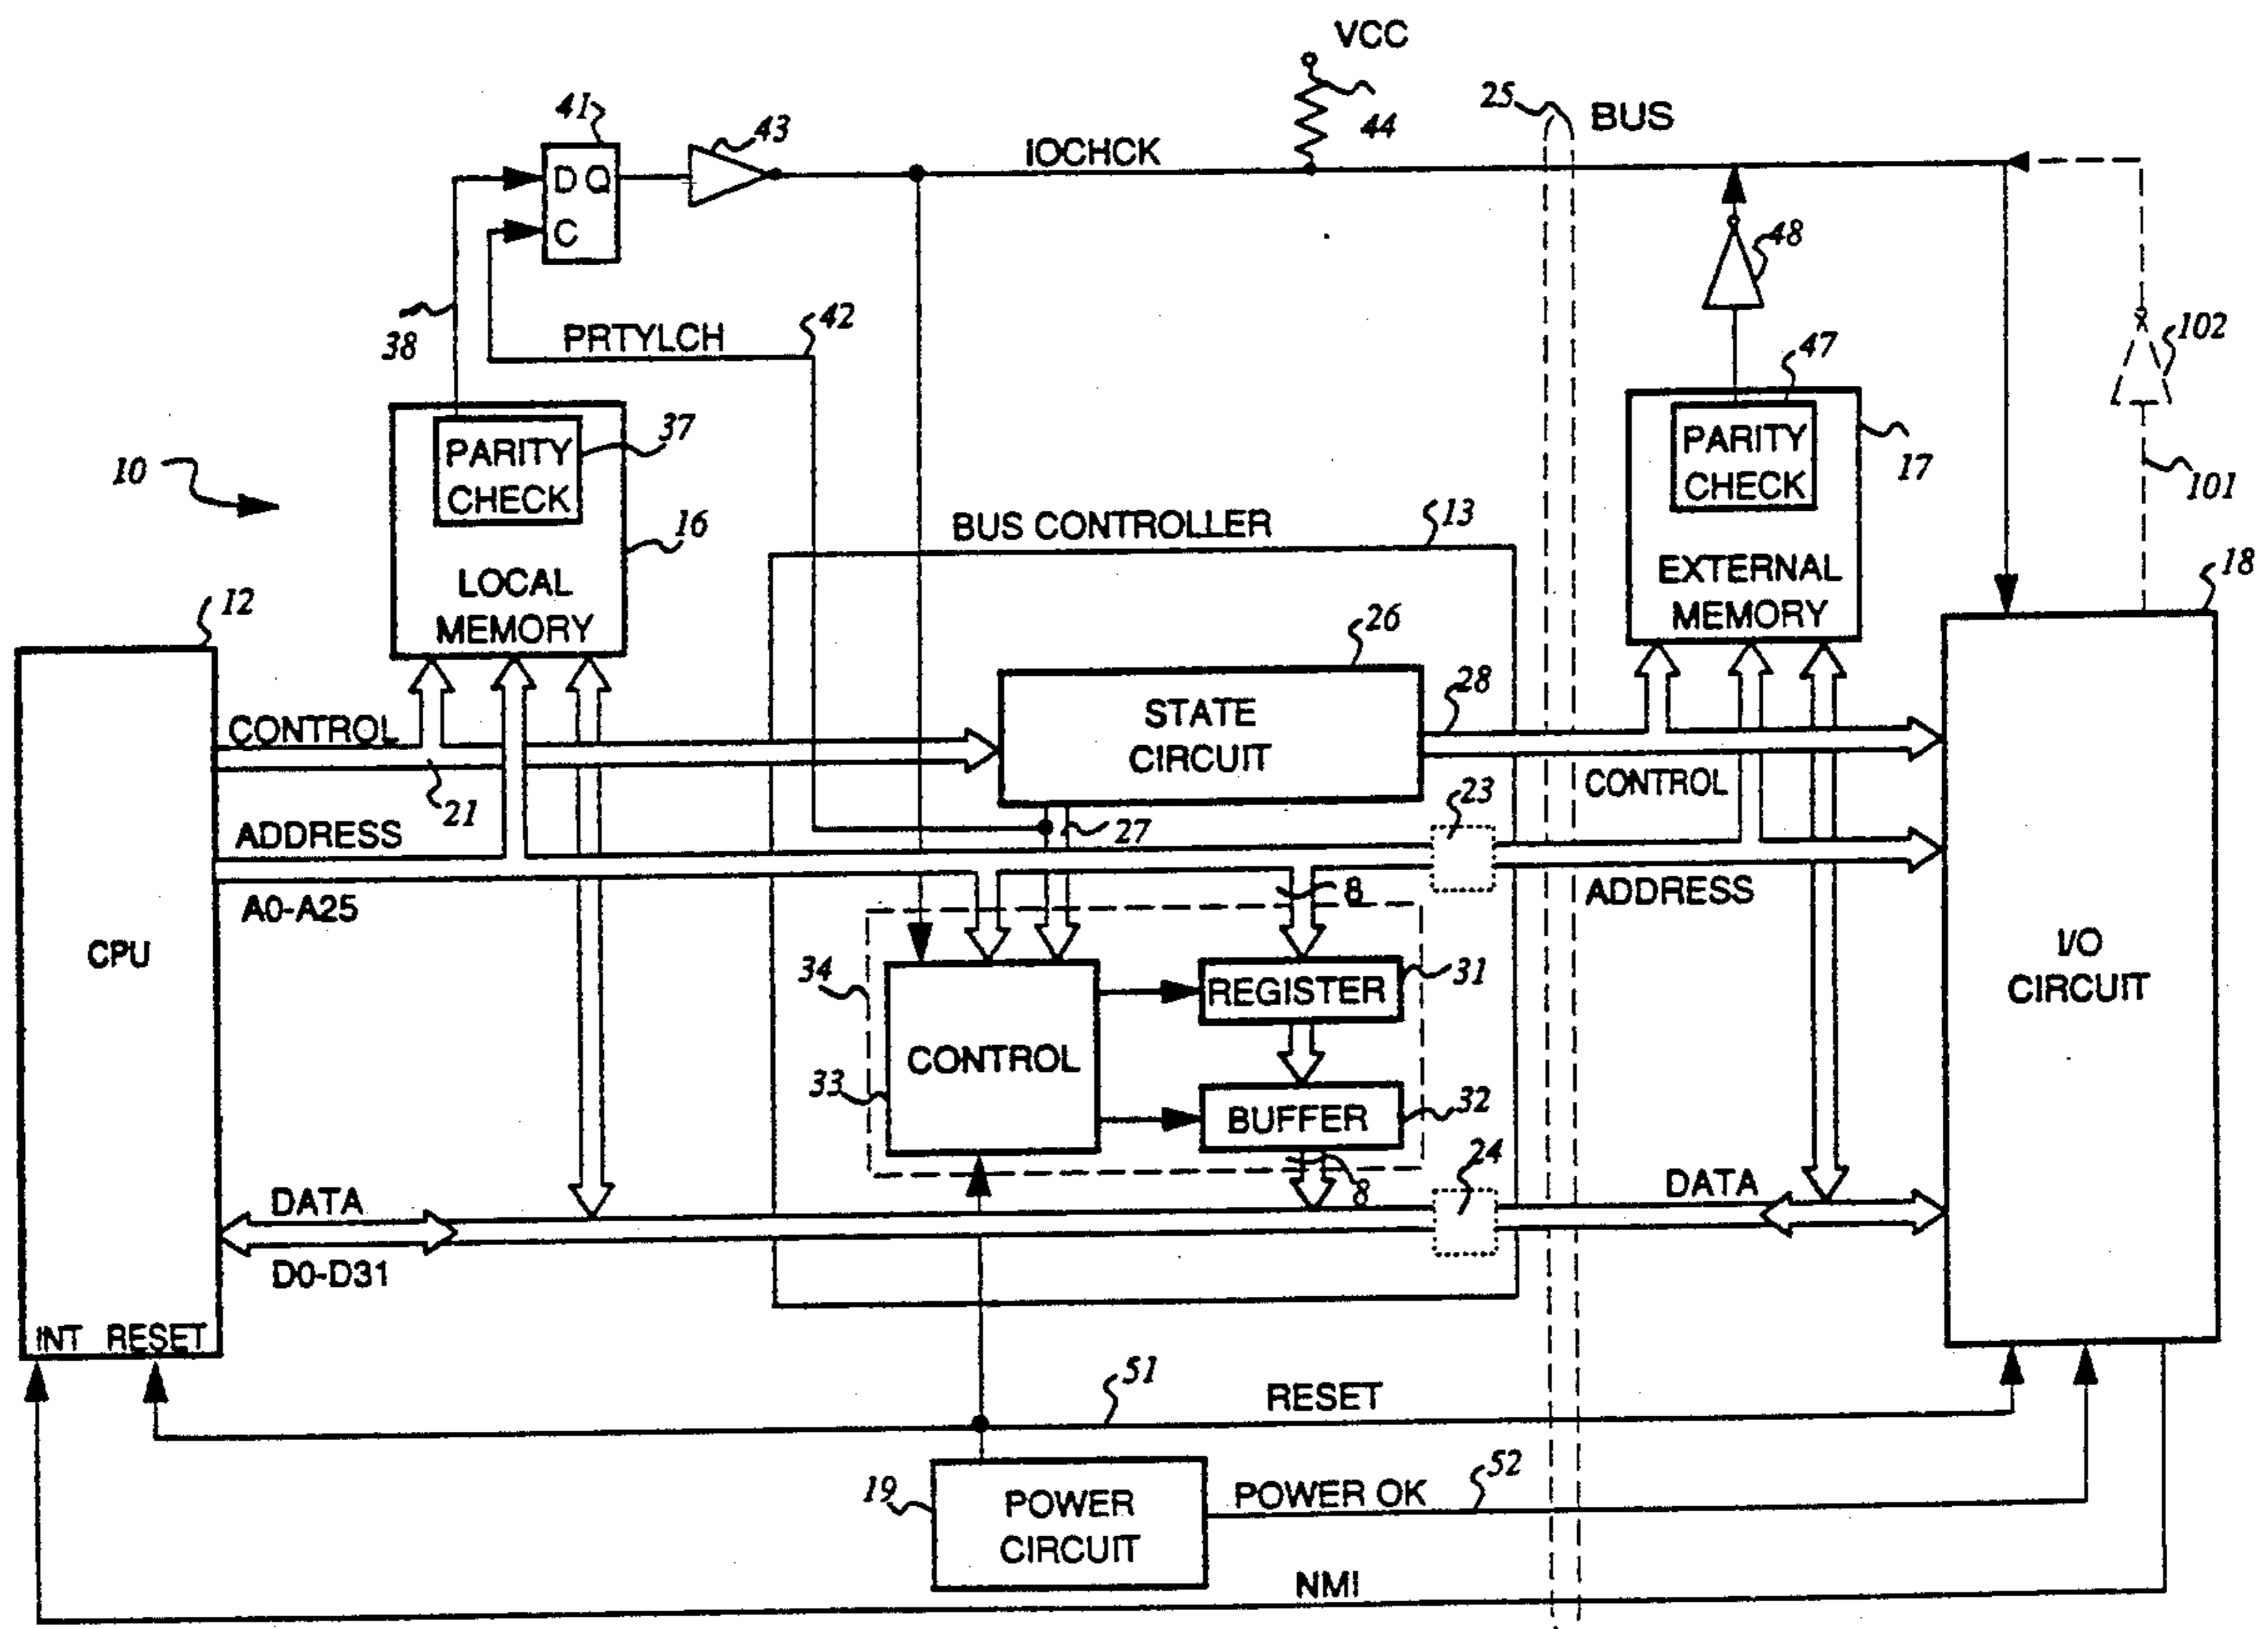 VCC
44
41
43
D Q
C
IOCHCK
25
BUS
48
38
PRTYLCH
42
102
47
101
10
PARITY
CHECK
37
PARITY
CHECK
17
16
LOCAL
MEMORY
BUS CONTROLLER
13
EXTERNAL
MEMORY
18
12
26
STATE
CIRCUIT
28
CONTROL
21
CONTROL
23
ADDRESS
27
A0-A25
8
ADDRESS
CPU
I/O
CIRCUIT
34
REGISTER
31
CONTROL
33
BUFFER
32
24
8
DATA
DATA
D0-D31
INT RESET
51
RESET
19
POWER
CIRCUIT
POWER OK
52
NMI